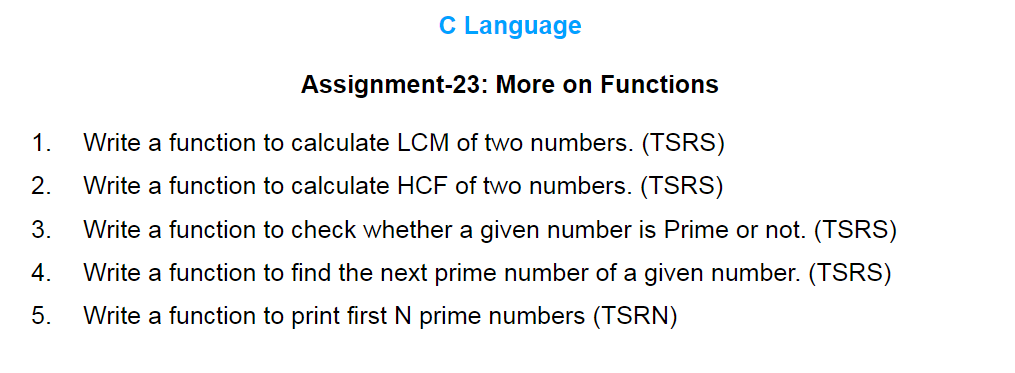 C Language
Assignment-23: More on Functions
1. Write a function to calculate LCM of two numbers. (TSRS)
2. Write a function to calculate HCF of two numbers. (TSRS)
3. Write a function to check whether a given number is Prime or not. (TSRS)
4. Write a function to find the next prime number of a given number. (TSRS)
5. Write a function to print first N prime numbers (TSRN)